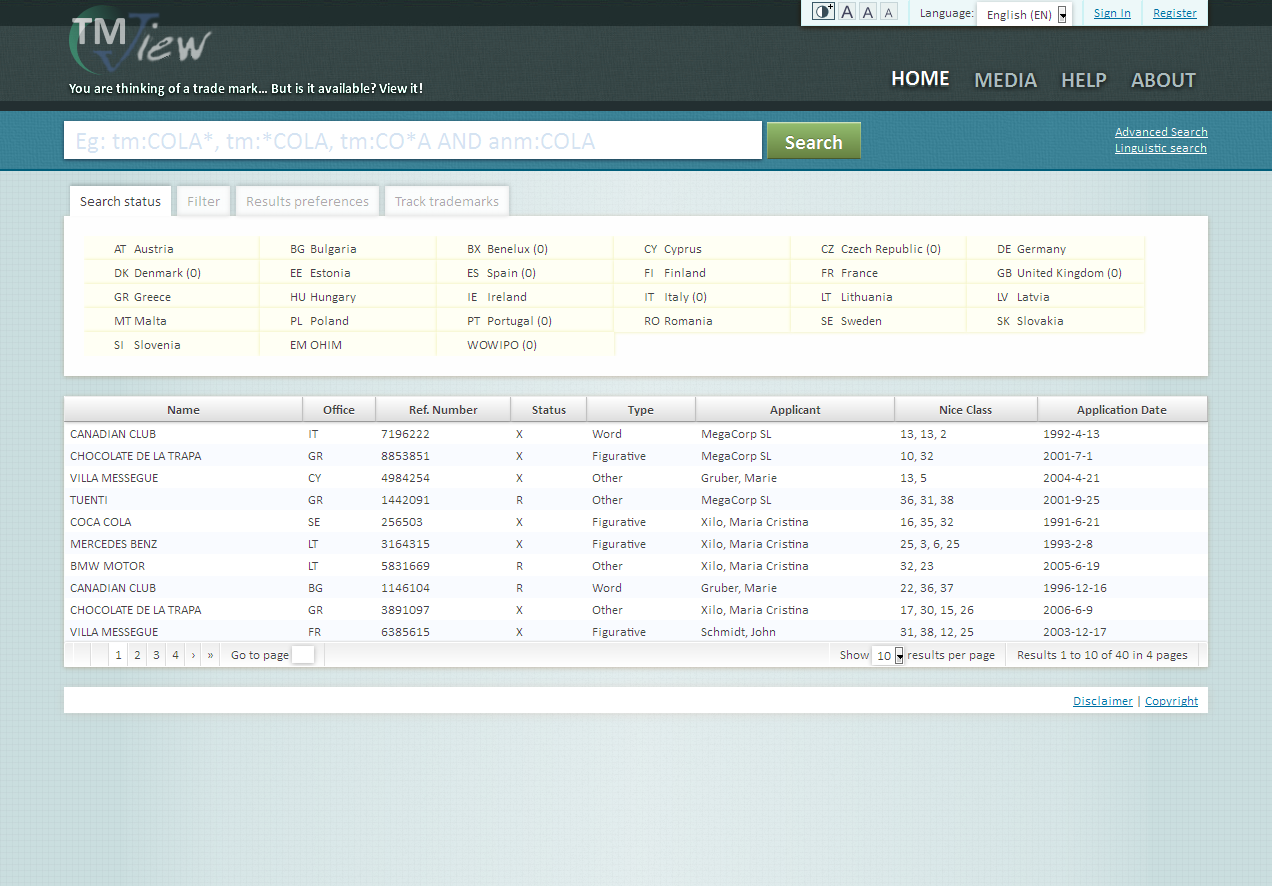 TMView
You are thinking of a trade mark... But is it available? View it!
A A A Language: English (EN) Sign In Register
HOME MEDIA HELP ABOUT
Eg: tm:COLA*, tm:*COLA, tm:CO*A AND anm:COLA Search
Advanced Search
Linguistic search
Search status Filter Results preferences Track trademarks
AT Austria BG Bulgaria BX Benelux (0) CY Cyprus CZ Czech Republic (0) DE Germany
DK Denmark (0) EE Estonia ES Spain (0) FI Finland FR France GB United Kingdom (0)
GR Greece HU Hungary IE Ireland IT Italy (0) LT Lithuania LV Latvia
MT Malta PL Poland PT Portugal (0) RO Romania SE Sweden SK Slovakia
SI Slovenia EM OHIM WOWIPO (0)
Name Office Ref. Number Status Type Applicant Nice Class Application Date
CANADIAN CLUB IT 7196222 X Word MegaCorp SL 13, 13, 2 1992-4-13
CHOCOLATE DE LA TRAPA GR 8853851 X Figurative MegaCorp SL 10, 32 2001-7-1
VILLA MESSEGUE CY 4984254 X Other Gruber, Marie 13, 5 2004-4-21
TUENTI GR 1442091 R Other MegaCorp SL 36, 31, 38 2001-9-25
COCA COLA SE 256503 X Figurative Xilo, Maria Cristina 16, 35, 32 1991-6-21
MERCEDES BENZ LT 3164315 X Figurative Xilo, Maria Cristina 25, 3, 6, 25 1993-2-8
BMW MOTOR LT 5831669 R Other Xilo, Maria Cristina 32, 23 2005-6-19
CANADIAN CLUB BG 1146104 R Word Gruber, Marie 22, 36, 37 1996-12-16
CHOCOLATE DE LA TRAPA GR 3891097 X Other Xilo, Maria Cristina 17, 30, 15, 26 2006-6-9
VILLA MESSEGUE FR 6385615 X Figurative Schmidt, John 31, 38, 12, 25 2003-12-17
1 2 3 4 › » Go to page Show 10 results per page Results 1 to 10 of 40 in 4 pages
Disclaimer | Copyright